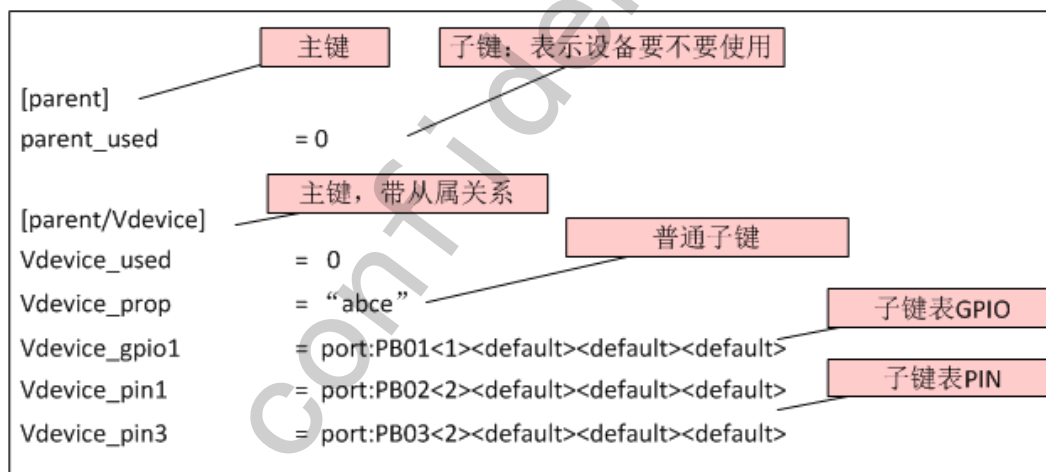 主键
子键：表示设备要不要使用
[parent]
parent_used = 0
主键，带从属关系
[parent/Vdevice]
普通子键
Vdevice_used = 0
Vdevice_prop = “abce”
子键表GPIO
Vdevice_gpio1 = port:PB01<1><default><default><default>
子键表PIN
Vdevice_pin1 = port:PB02<2><default><default><default>
Vdevice_pin3 = port:PB03<2><default><default><default>
confide